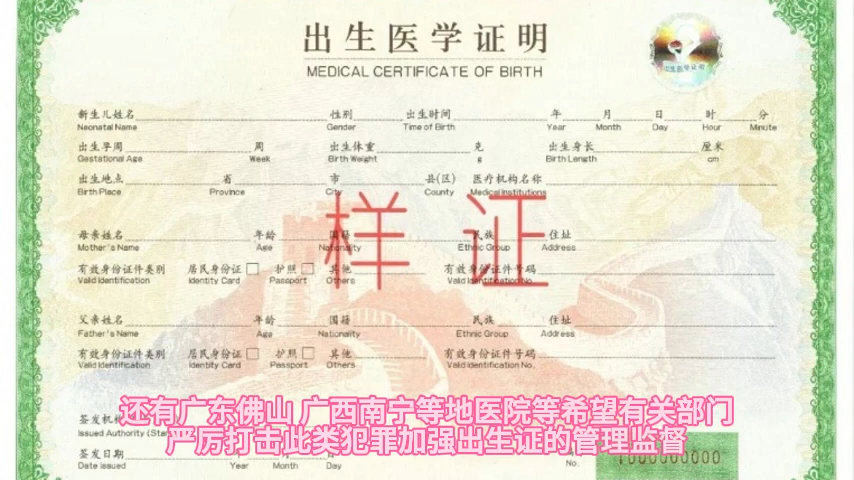 出生医学证明
MEDICAL CERTIFICATE OF BIRTH
出生医学证明
新生儿姓名 性别 出生时间 年 月 日 时 分
Neonatal Name Gender Time of Birth Year Month Day Hour Minute
出生孕周 周 出生体重 克 出生身长 厘米
Gestational Age Week Birth Weight g Birth Length cm
出生地点 省 市 县(区) 医疗机构名称
Birth Place Province City County Medical Institutions
样证
母亲姓名 年龄 国籍 民族 住址
Mother's Name Age Nationality Ethnic Group Address
有效身份证件类别 居民身份证 护照 其他 有效身份证件号码
Valid Identification Identity Card Passport Others Valid Identification No.
父亲姓名 年龄 国籍 民族 住址
Father's Name Age Nationality Ethnic Group Address
有效身份证件类别 居民身份证 护照 其他 有效身份证件号码
Valid Identification Identity Card Passport Others Valid Identification No.
还有广东佛山 广西南宁等地医院等希望有关部门
签发机构
Issued Authority
严厉打击此类犯罪加强出生证的管理监督
签发日期
Date issued Year Month Day No.